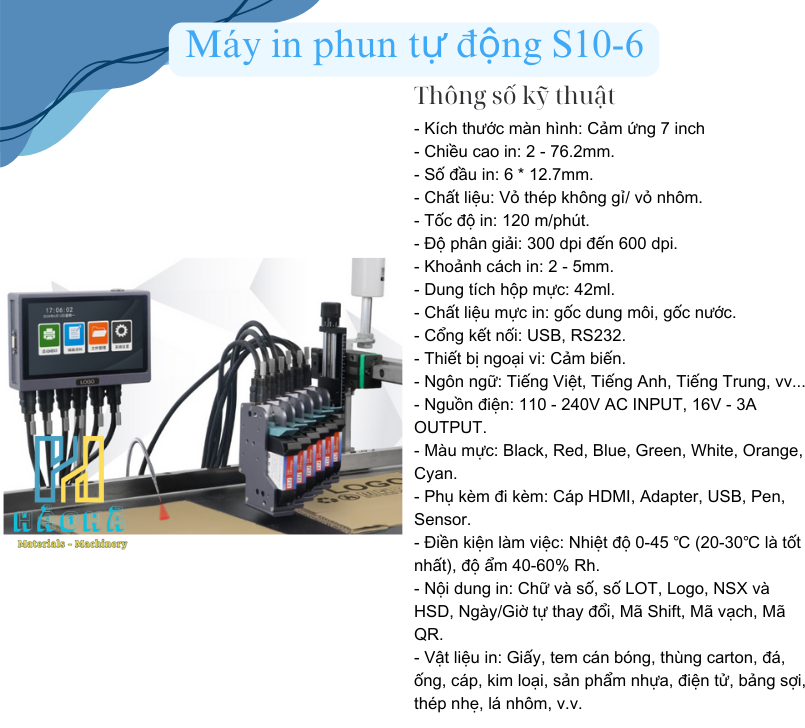 Máy in phun tự động S10-6
Thông số kỹ thuật
- Kích thước màn hình: Cảm ứng 7 inch
- Chiều cao in: 2 - 76.2mm.
- Số đầu in: 6 * 12.7mm.
- Chất liệu: Vỏ thép không gỉ/ vỏ nhôm.
- Tốc độ in: 120 m/phút.
- Độ phân giải: 300 dpi đến 600 dpi.
- Khoảnh cách in: 2 - 5mm.
- Dung tích hộp mực: 42ml.
- Chất liệu mực in: gốc dung môi, gốc nước.
- Cổng kết nối: USB, RS232.
- Thiết bị ngoại vi: Cảm biến.
- Ngôn ngữ: Tiếng Việt, Tiếng Anh, Tiếng Trung, vv...
- Nguồn điện: 110 - 240V AC INPUT, 16V - 3A
OUTPUT.
- Màu mực: Black, Red, Blue, Green, White, Orange,
Cyan.
- Phụ kèm đi kèm: Cáp HDMI, Adapter, USB, Pen,
Sensor.
- Điền kiện làm việc: Nhiệt độ 0-45 ℃ (20-30℃ là tốt
nhất), độ ẩm 40-60% Rh.
- Nội dung in: Chữ và số, số LOT, Logo, NSX và
HSD, Ngày/Giờ tự thay đổi, Mã Shift, Mã vạch, Mã
QR.
- Vật liệu in: Giấy, tem cán bóng, thùng carton, đá,
ống, cáp, kim loại, sản phẩm nhựa, điện tử, bảng sợi,
thép nhẹ, lá nhôm, v.v.
17:06:02
LOGO
LOGO
HÀOHÃ
Materials - Machinery